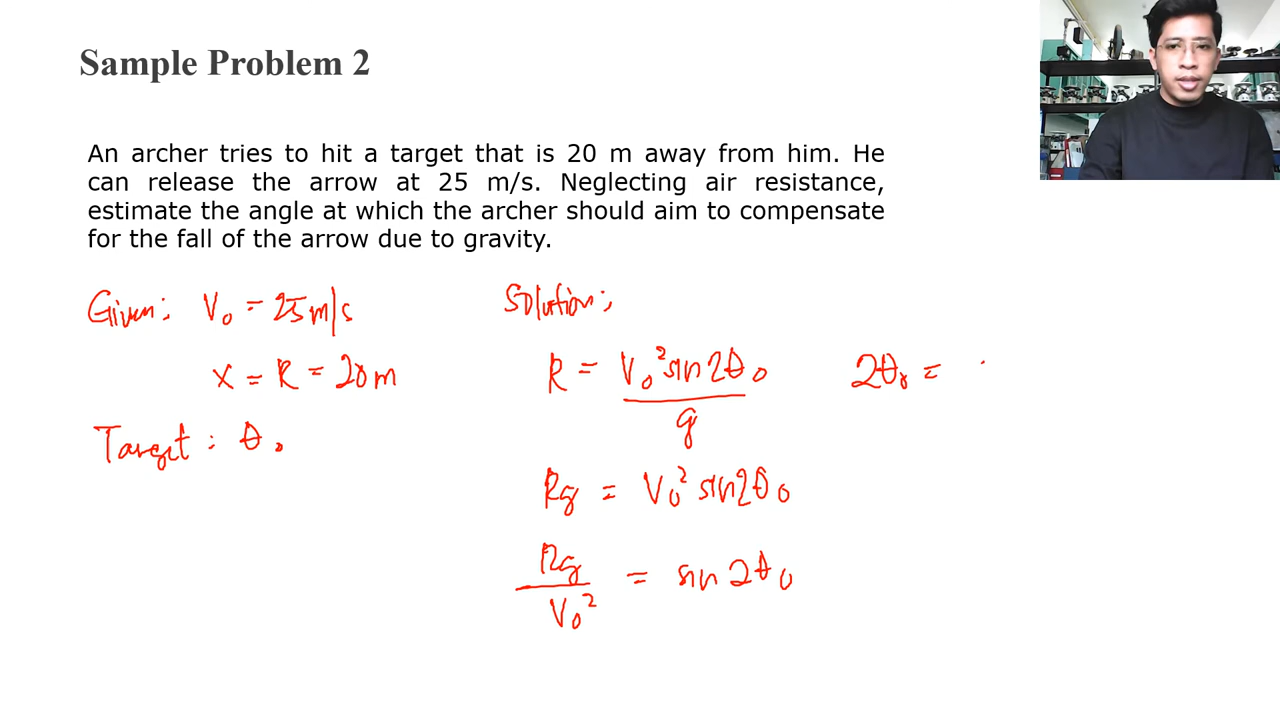 Sample Problem 2
An archer tries to hit a target that is 20 m away from him. He
can release the arrow at 25 m/s. Neglecting air resistance,
estimate the angle at which the archer should aim to compensate
for the fall of the arrow due to gravity.
Given: V₀ = 25 m/s
x = R = 20 m
Target: θ₀
Solution:
R = V₀² sin 2θ₀
g
2θ₀ =
Rg = V₀² sin 2θ₀
Rg
V₀²
= sin 2θ₀